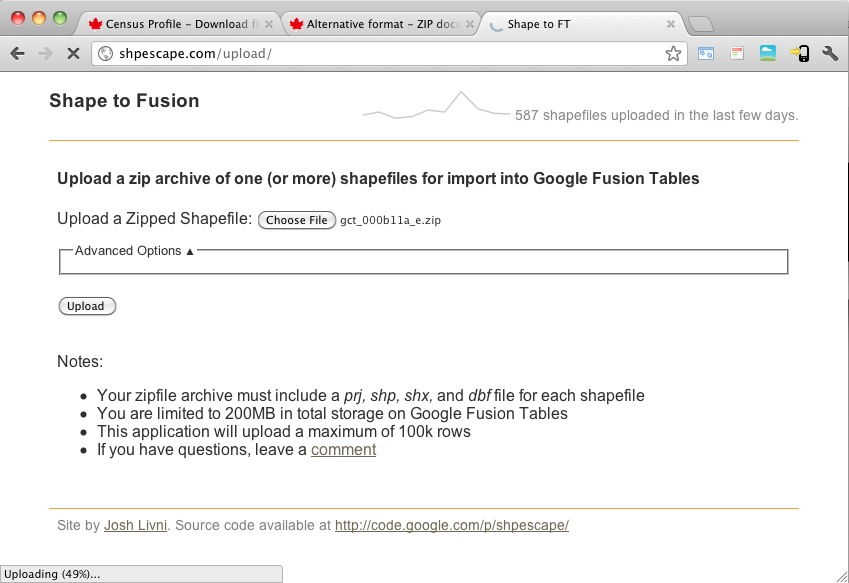 Census Profile – Download fi
Alternative format – ZIP docu
Shape to FT
shpescape.com/upload/
Shape to Fusion
587 shapefiles uploaded in the last few days.
Upload a zip archive of one (or more) shapefiles for import into Google Fusion Tables
Upload a Zipped Shapefile: Choose File gct_000b11a_e.zip
Advanced Options ▲
Upload
Notes:
Your zipfile archive must include a prj, shp, shx, and dbf file for each shapefile
You are limited to 200MB in total storage on Google Fusion Tables
This application will upload a maximum of 100k rows
If you have questions, leave a comment
Site by Josh Livni. Source code available at http://code.google.com/p/shpescape/
Uploading (49%)...